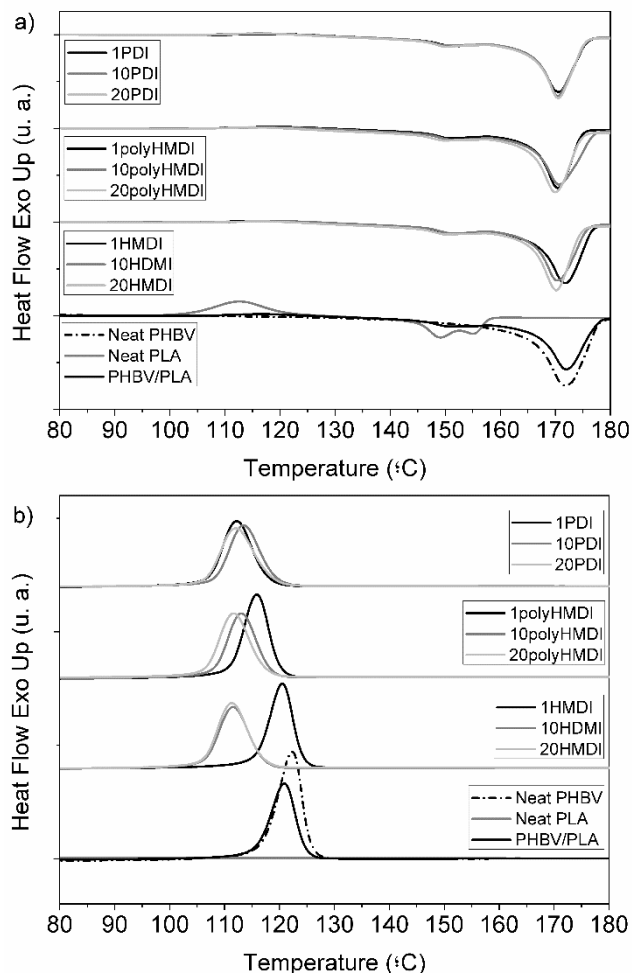 a)
1PDI
10PDI
20PDI
1polyHMDI
10polyHMDI
20polyHMDI
1HMDI
10HDMI
20HMDI
Neat PHBV
Neat PLA
PHBV/PLA
Heat Flow Exo Up (u. a.)
80 90 100 110 120 130 140 150 160 170 180
Temperature (°C)
b)
1PDI
10PDI
20PDI
1polyHMDI
10polyHMDI
20polyHMDI
1HMDI
10HDMI
20HMDI
Neat PHBV
Neat PLA
PHBV/PLA
Heat Flow Exo Up (u. a.)
80 90 100 110 120 130 140 150 160 170 180
Temperature (°C)